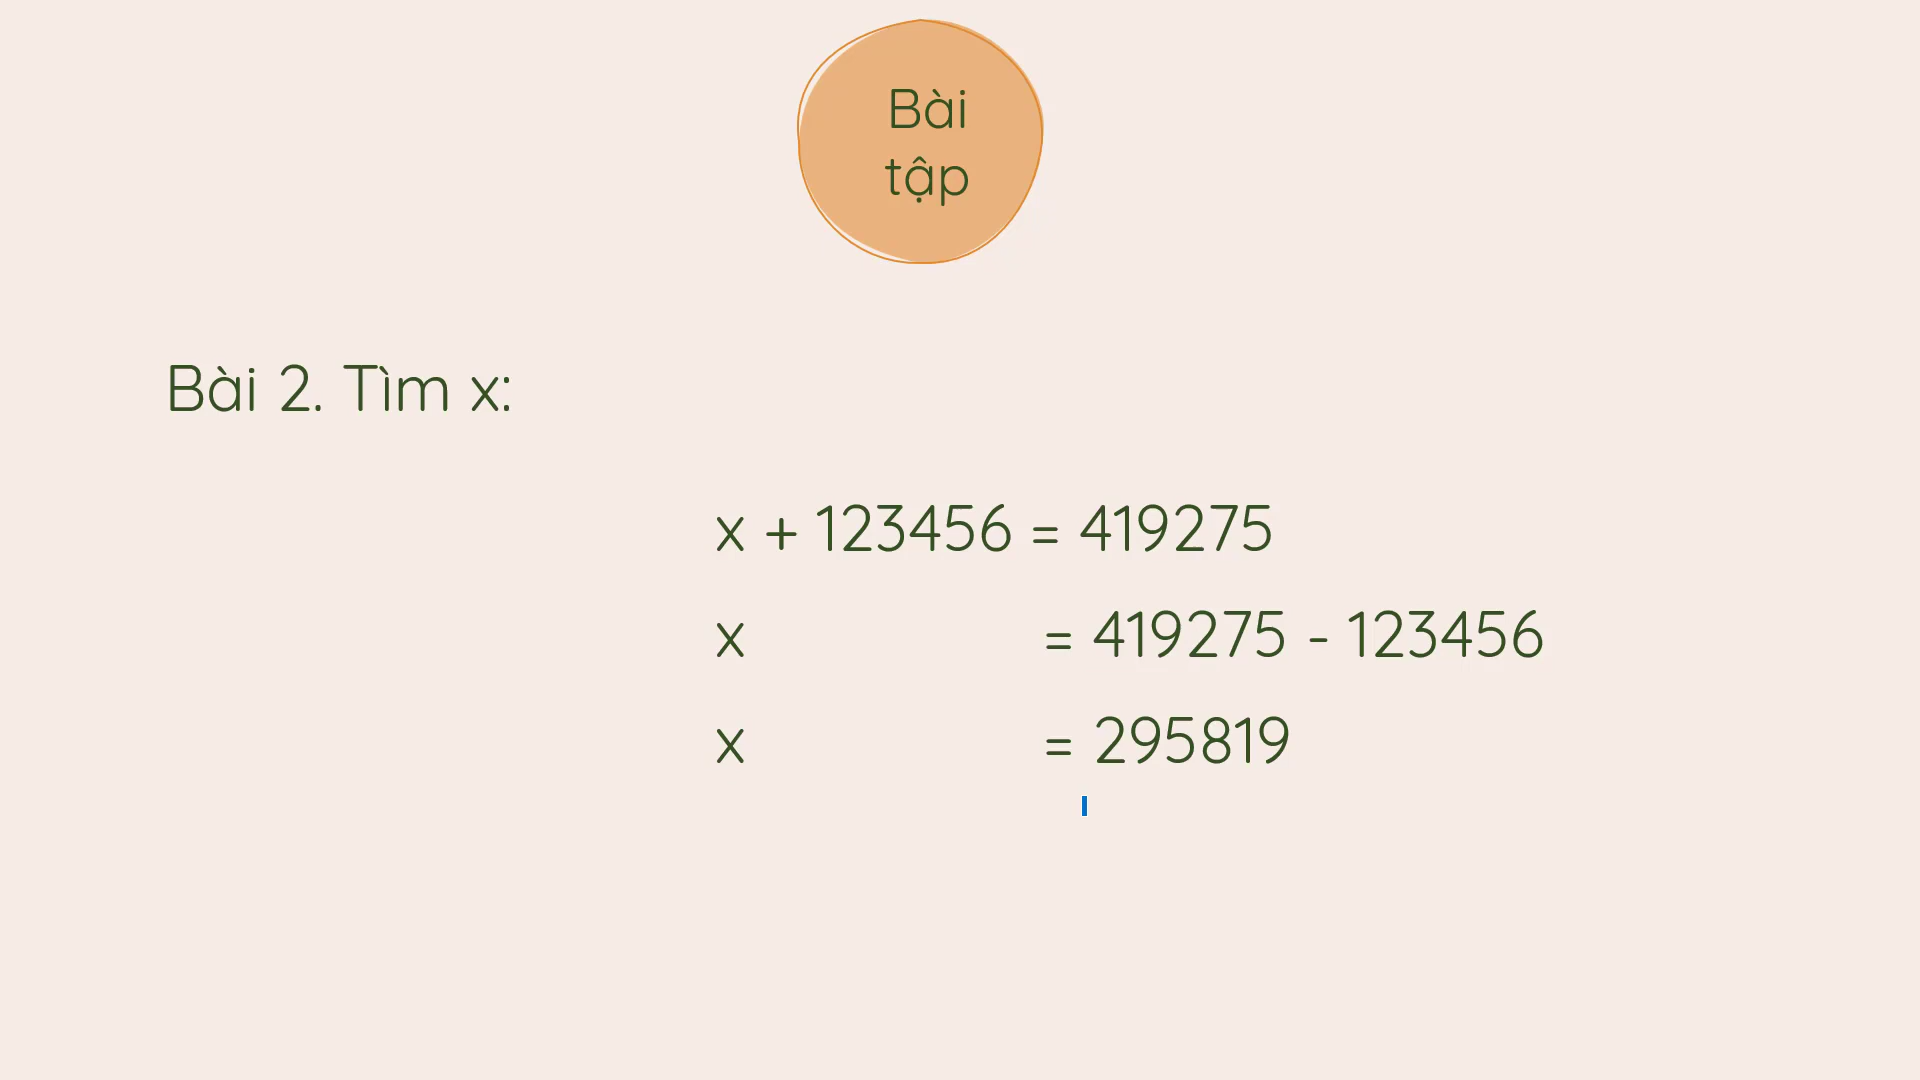 Bài
tập
Bài 2. Tìm x:
x + 123456 = 419275
x = 419275 - 123456
x = 295819